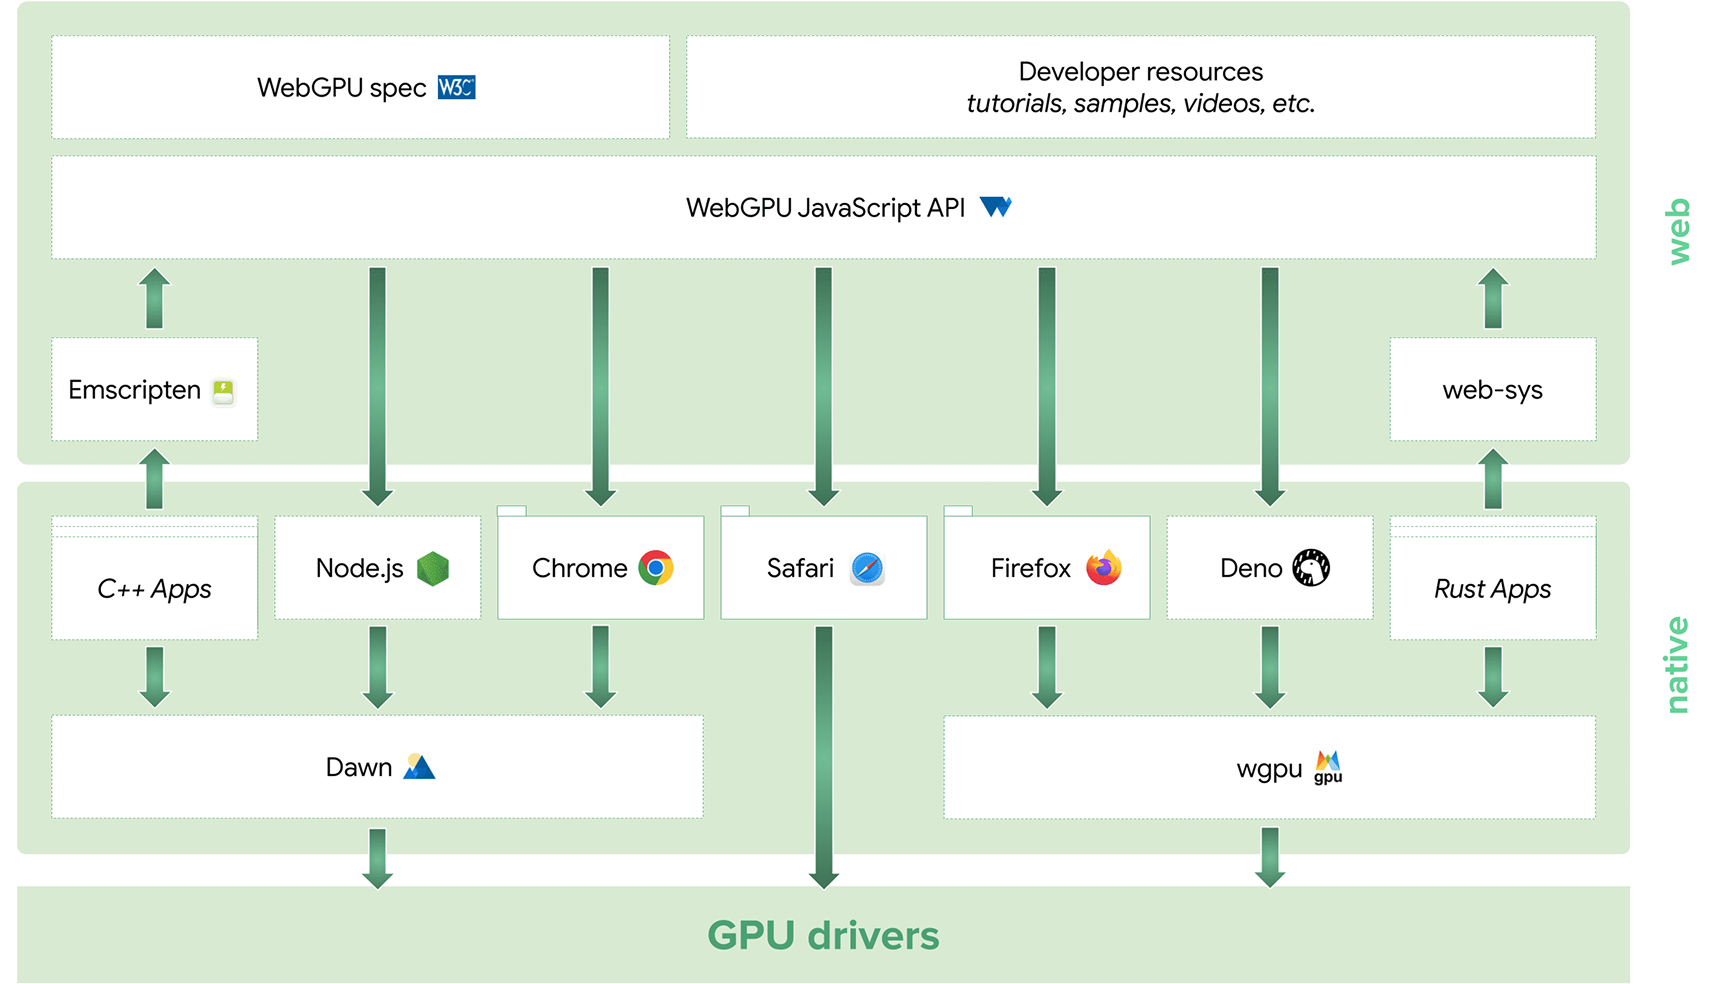 WebGPU spec W3C
Developer resources
tutorials, samples, videos, etc.
WebGPU JavaScript API
web
Emscripten
web-sys
C++ Apps
Node.js
Chrome
Safari
Firefox
Deno
Rust Apps
native
Dawn
wgpu
gpu
GPU drivers